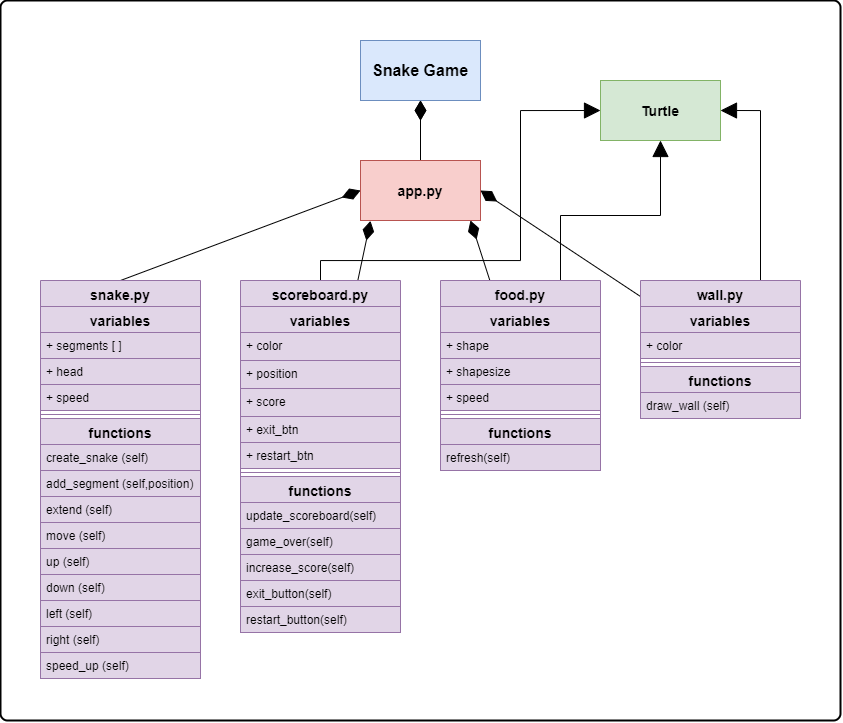 Snake Game
Turtle
app.py
snake.py
variables
+ segments [ ]
+ head
+ speed
functions
create_snake (self)
add_segment (self,position)
extend (self)
move (self)
up (self)
down (self)
left (self)
right (self)
speed_up (self)
scoreboard.py
variables
+ color
+ position
+ score
+ exit_btn
+ restart_btn
functions
update_scoreboard(self)
game_over(self)
increase_score(self)
exit_button(self)
restart_button(self)
food.py
variables
+ shape
+ shapesize
+ speed
functions
refresh(self)
wall.py
variables
+ color
functions
draw_wall (self)